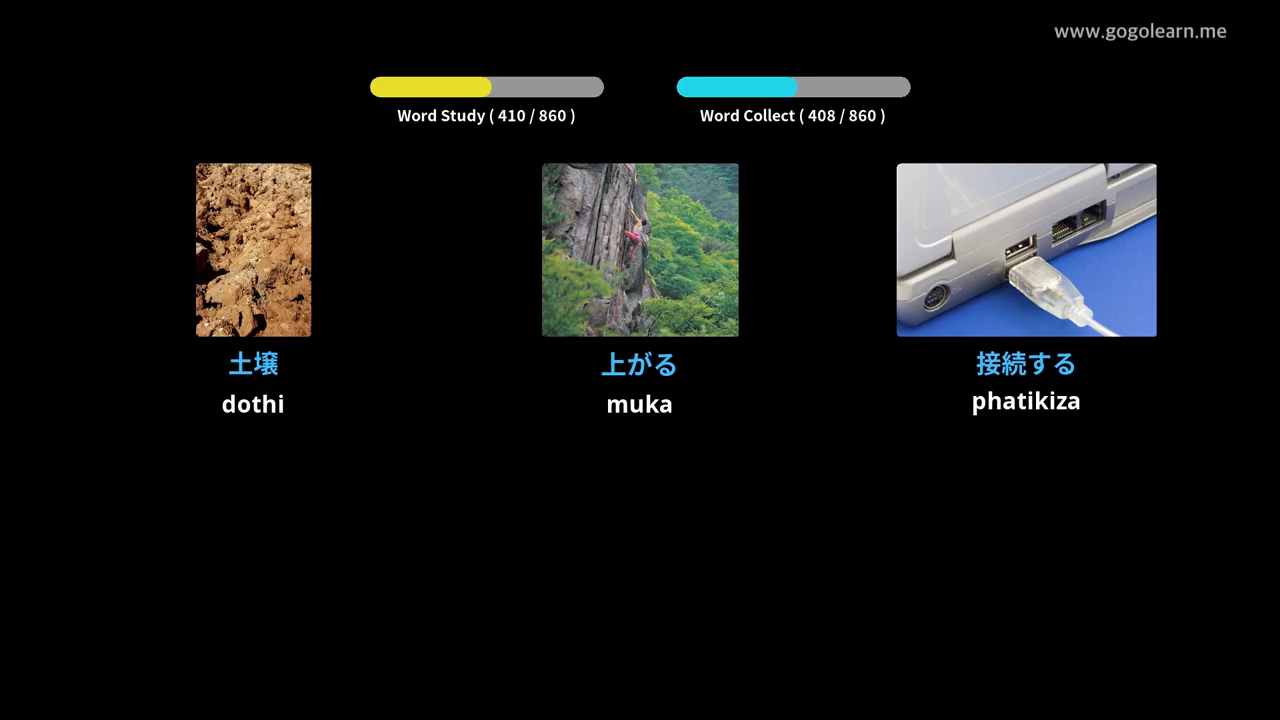 www.gogolearn.me
Word Study ( 410 / 860 )
Word Collect ( 408 / 860 )
土壌
dothi
上がる
muka
接続する
phatikiza